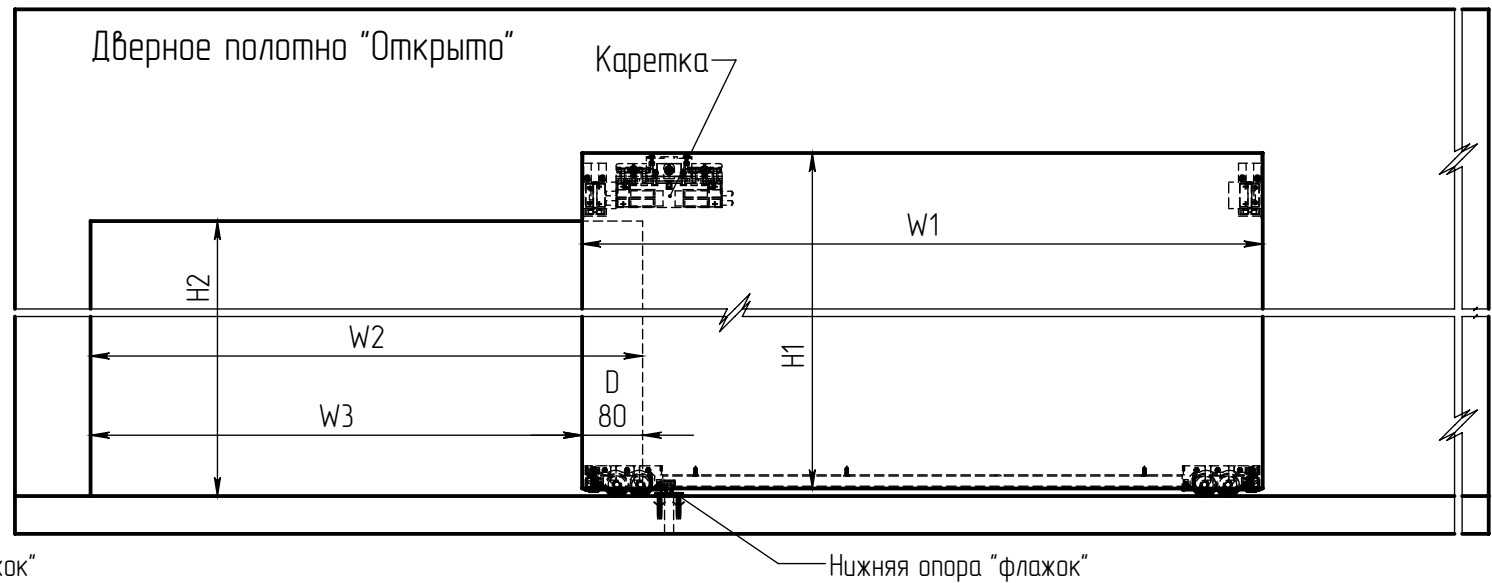 Дверное полотно "Открыто"
Каретка
W1
H2
W2
H1
D
W3
80
Нижняя опора "флажок"